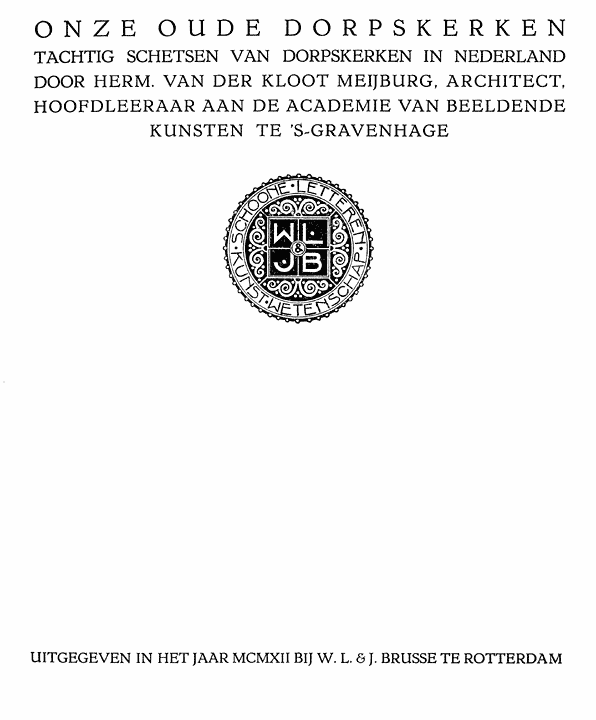 ONZE OUDE DORPSKERKEN
TACHTIG SCHETSEN VAN DORPSKERKEN IN NEDERLAND
DOOR HERM. VAN DER KLOOT MEIJBURG, ARCHITECT,
HOOFDLEERAAR AAN DE ACADEMIE VAN BEELDENDE
KUNSTEN TE 'S-GRAVENHAGE
SCHOONE·LETTEREN·
KUNST·WETENSCHAP·
W L
&
J B
UITGEGEVEN IN HET JAAR MCMXII BIJ W. L. & J. BRUSSE TE ROTTERDAM